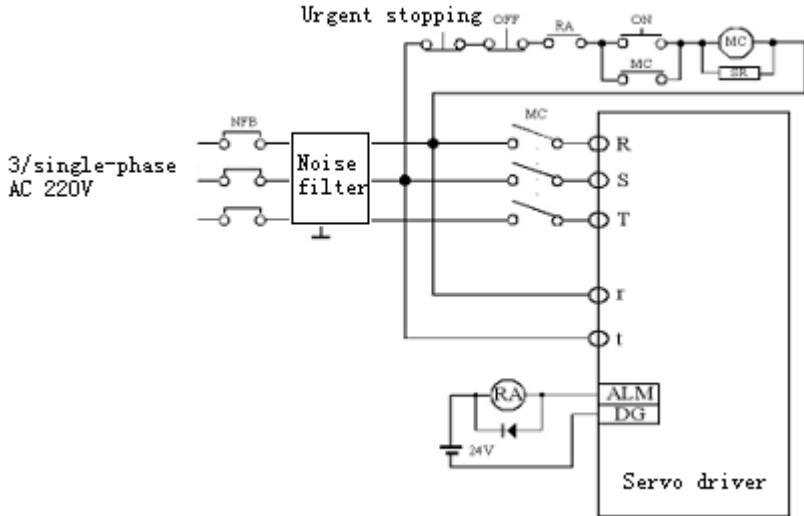 Urgent stopping
OFF
RA
ON
MC
MC
SR
NFB
MC
3/single-phase
AC 220V
Noise
filter
R
S
T
r
t
RA
ALM
DG
24V
Servo driver